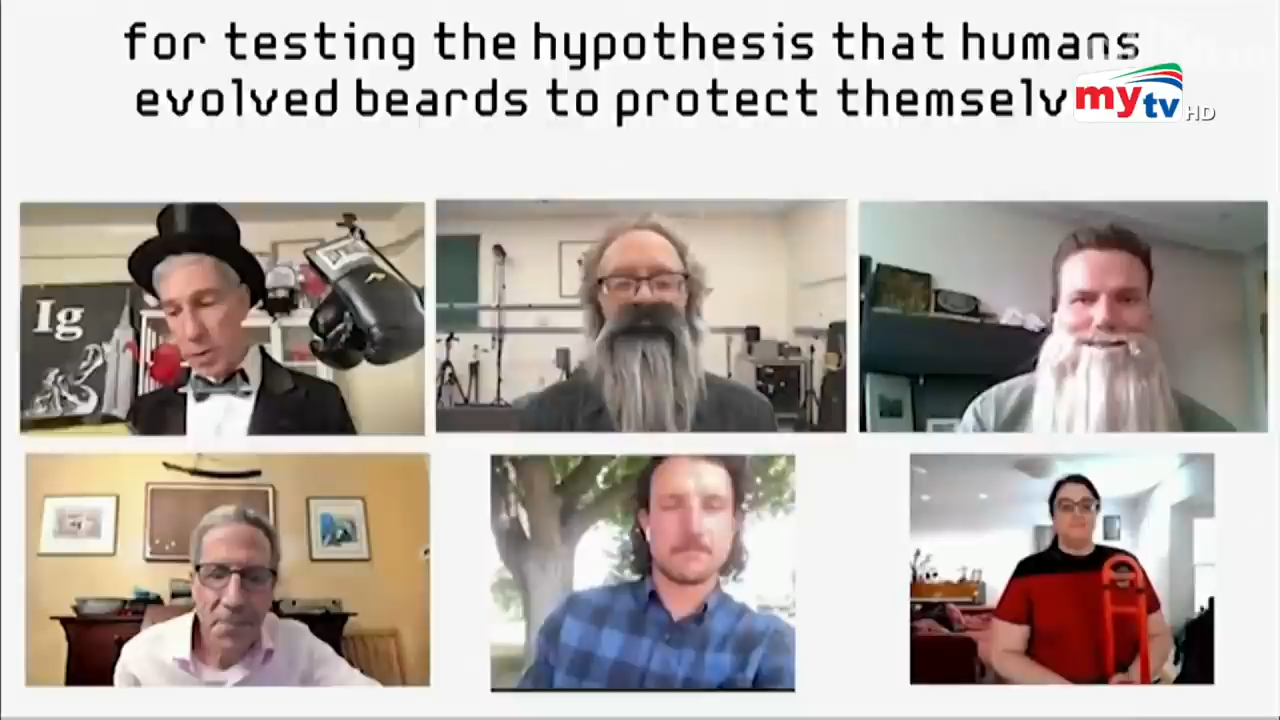 for testing the hypothesis that humans
evolved beards to protect themselv
mytv HD
Ig